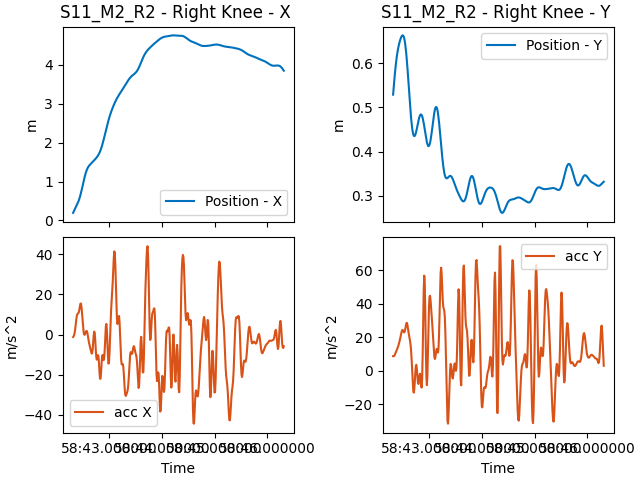 S11_M2_R2 - Right Knee - X
S11_M2_R2 - Right Knee - Y
m
4
3
2
1
0
Position - X
m
0.6
0.5
0.4
0.3
Position - Y
m/s^2
40
20
0
−20
−40
acc X
m/s^2
60
40
20
0
−20
acc Y
Time
Time